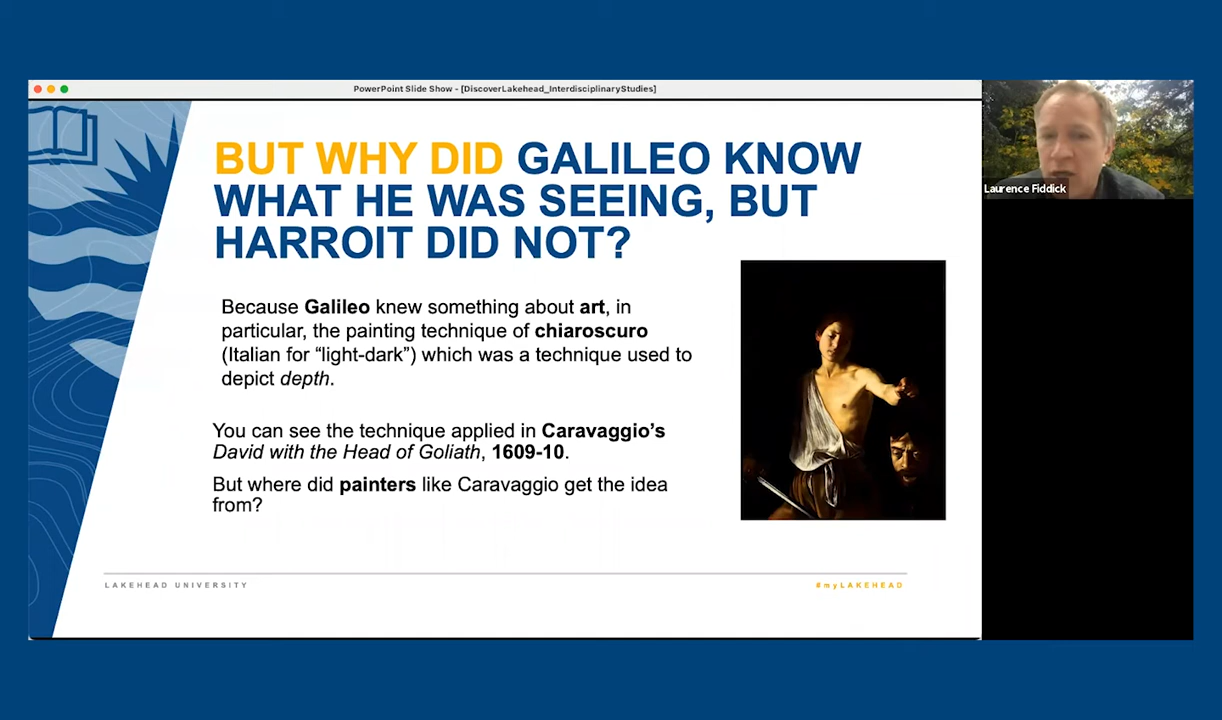 PowerPoint Slide Show - [DiscoverLakehead_InterdisciplinaryStudies]
BUT WHY DID GALILEO KNOW
WHAT HE WAS SEEING, BUT
HARROIT DID NOT?
Because Galileo knew something about art, in
particular, the painting technique of chiaroscuro
(Italian for “light-dark”) which was a technique used to
depict depth.
You can see the technique applied in Caravaggio’s
David with the Head of Goliath, 1609-10.
But where did painters like Caravaggio get the idea
from?
LAKEHEAD UNIVERSITY
#myLAKEHEAD
Laurence Fiddick